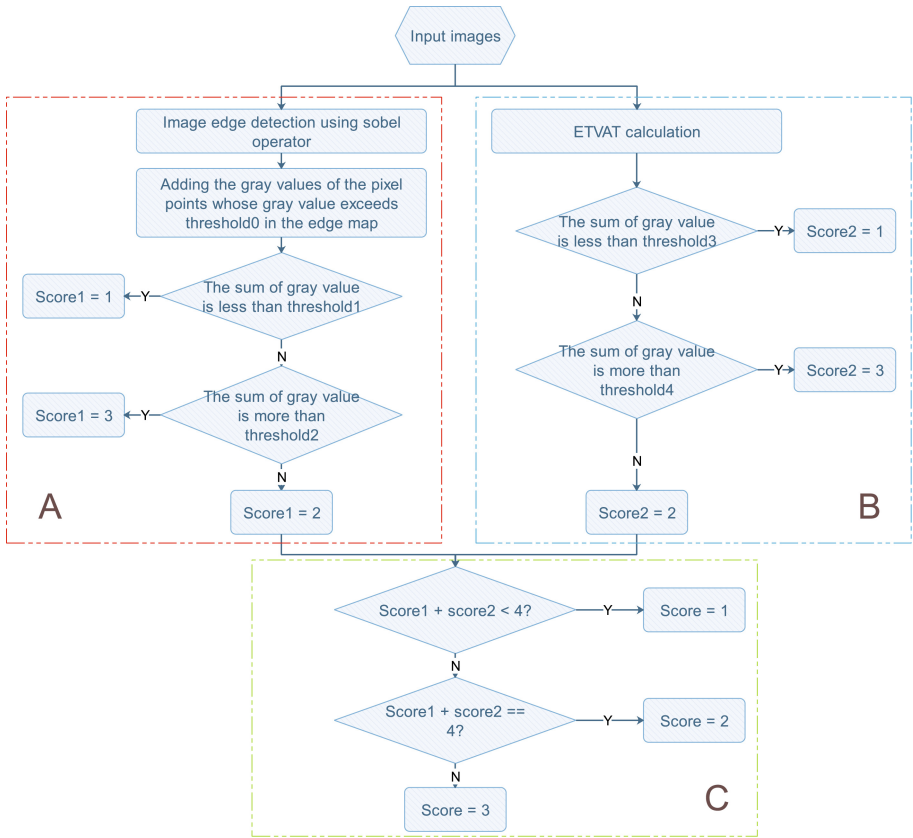 Input images
Image edge detection using sobel
operator
Adding the gray values of the pixel
points whose gray value exceeds
threshold0 in the edge map
The sum of gray value
is less than threshold1
Y
Score1 = 1
N
The sum of gray value
is more than
threshold2
Y
Score1 = 3
N
Score1 = 2
A
ETVAT calculation
The sum of gray value
is less than threshold3
Y
Score2 = 1
N
The sum of gray value
is more than
threshold4
Y
Score2 = 3
N
Score2 = 2
B
Score1 + score2 < 4?
Y
Score = 1
N
Score1 + score2 ==
4?
Y
Score = 2
N
Score = 3
C